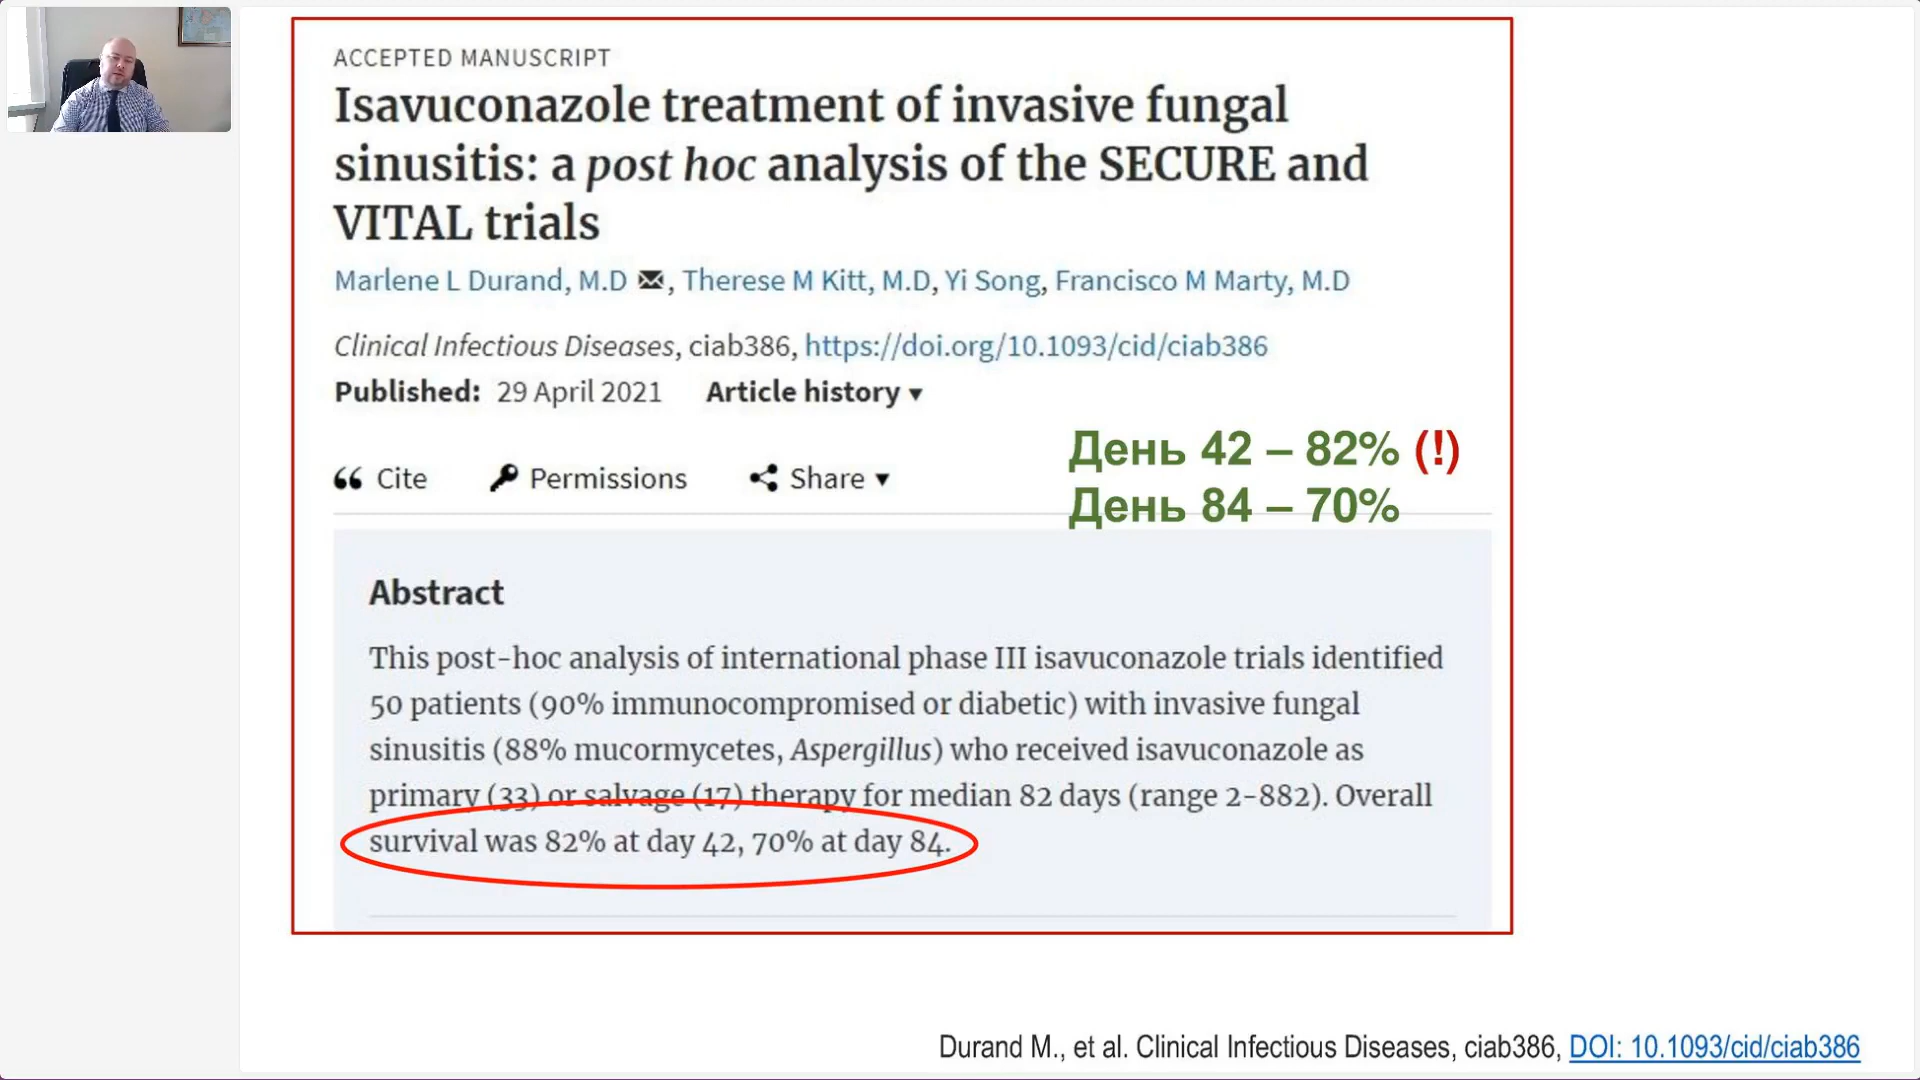 ACCEPTED MANUSCRIPT
Isavuconazole treatment of invasive fungal
sinusitis: a post hoc analysis of the SECURE and
VITAL trials
Marlene L Durand, M.D , Therese M Kitt, M.D, Yi Song, Francisco M Marty, M.D
Clinical Infectious Diseases, ciab386, https://doi.org/10.1093/cid/ciab386
Published: 29 April 2021 Article history ▾
Cite Permissions Share ▾
День 42 – 82% (!)
День 84 – 70%
Abstract
This post-hoc analysis of international phase III isavuconazole trials identified
50 patients (90% immunocompromised or diabetic) with invasive fungal
sinusitis (88% mucormycetes, Aspergillus) who received isavuconazole as
primary (33) or salvage (17) therapy for median 82 days (range 2-882). Overall
survival was 82% at day 42, 70% at day 84.
Durand M., et al. Clinical Infectious Diseases, ciab386, DOI: 10.1093/cid/ciab386